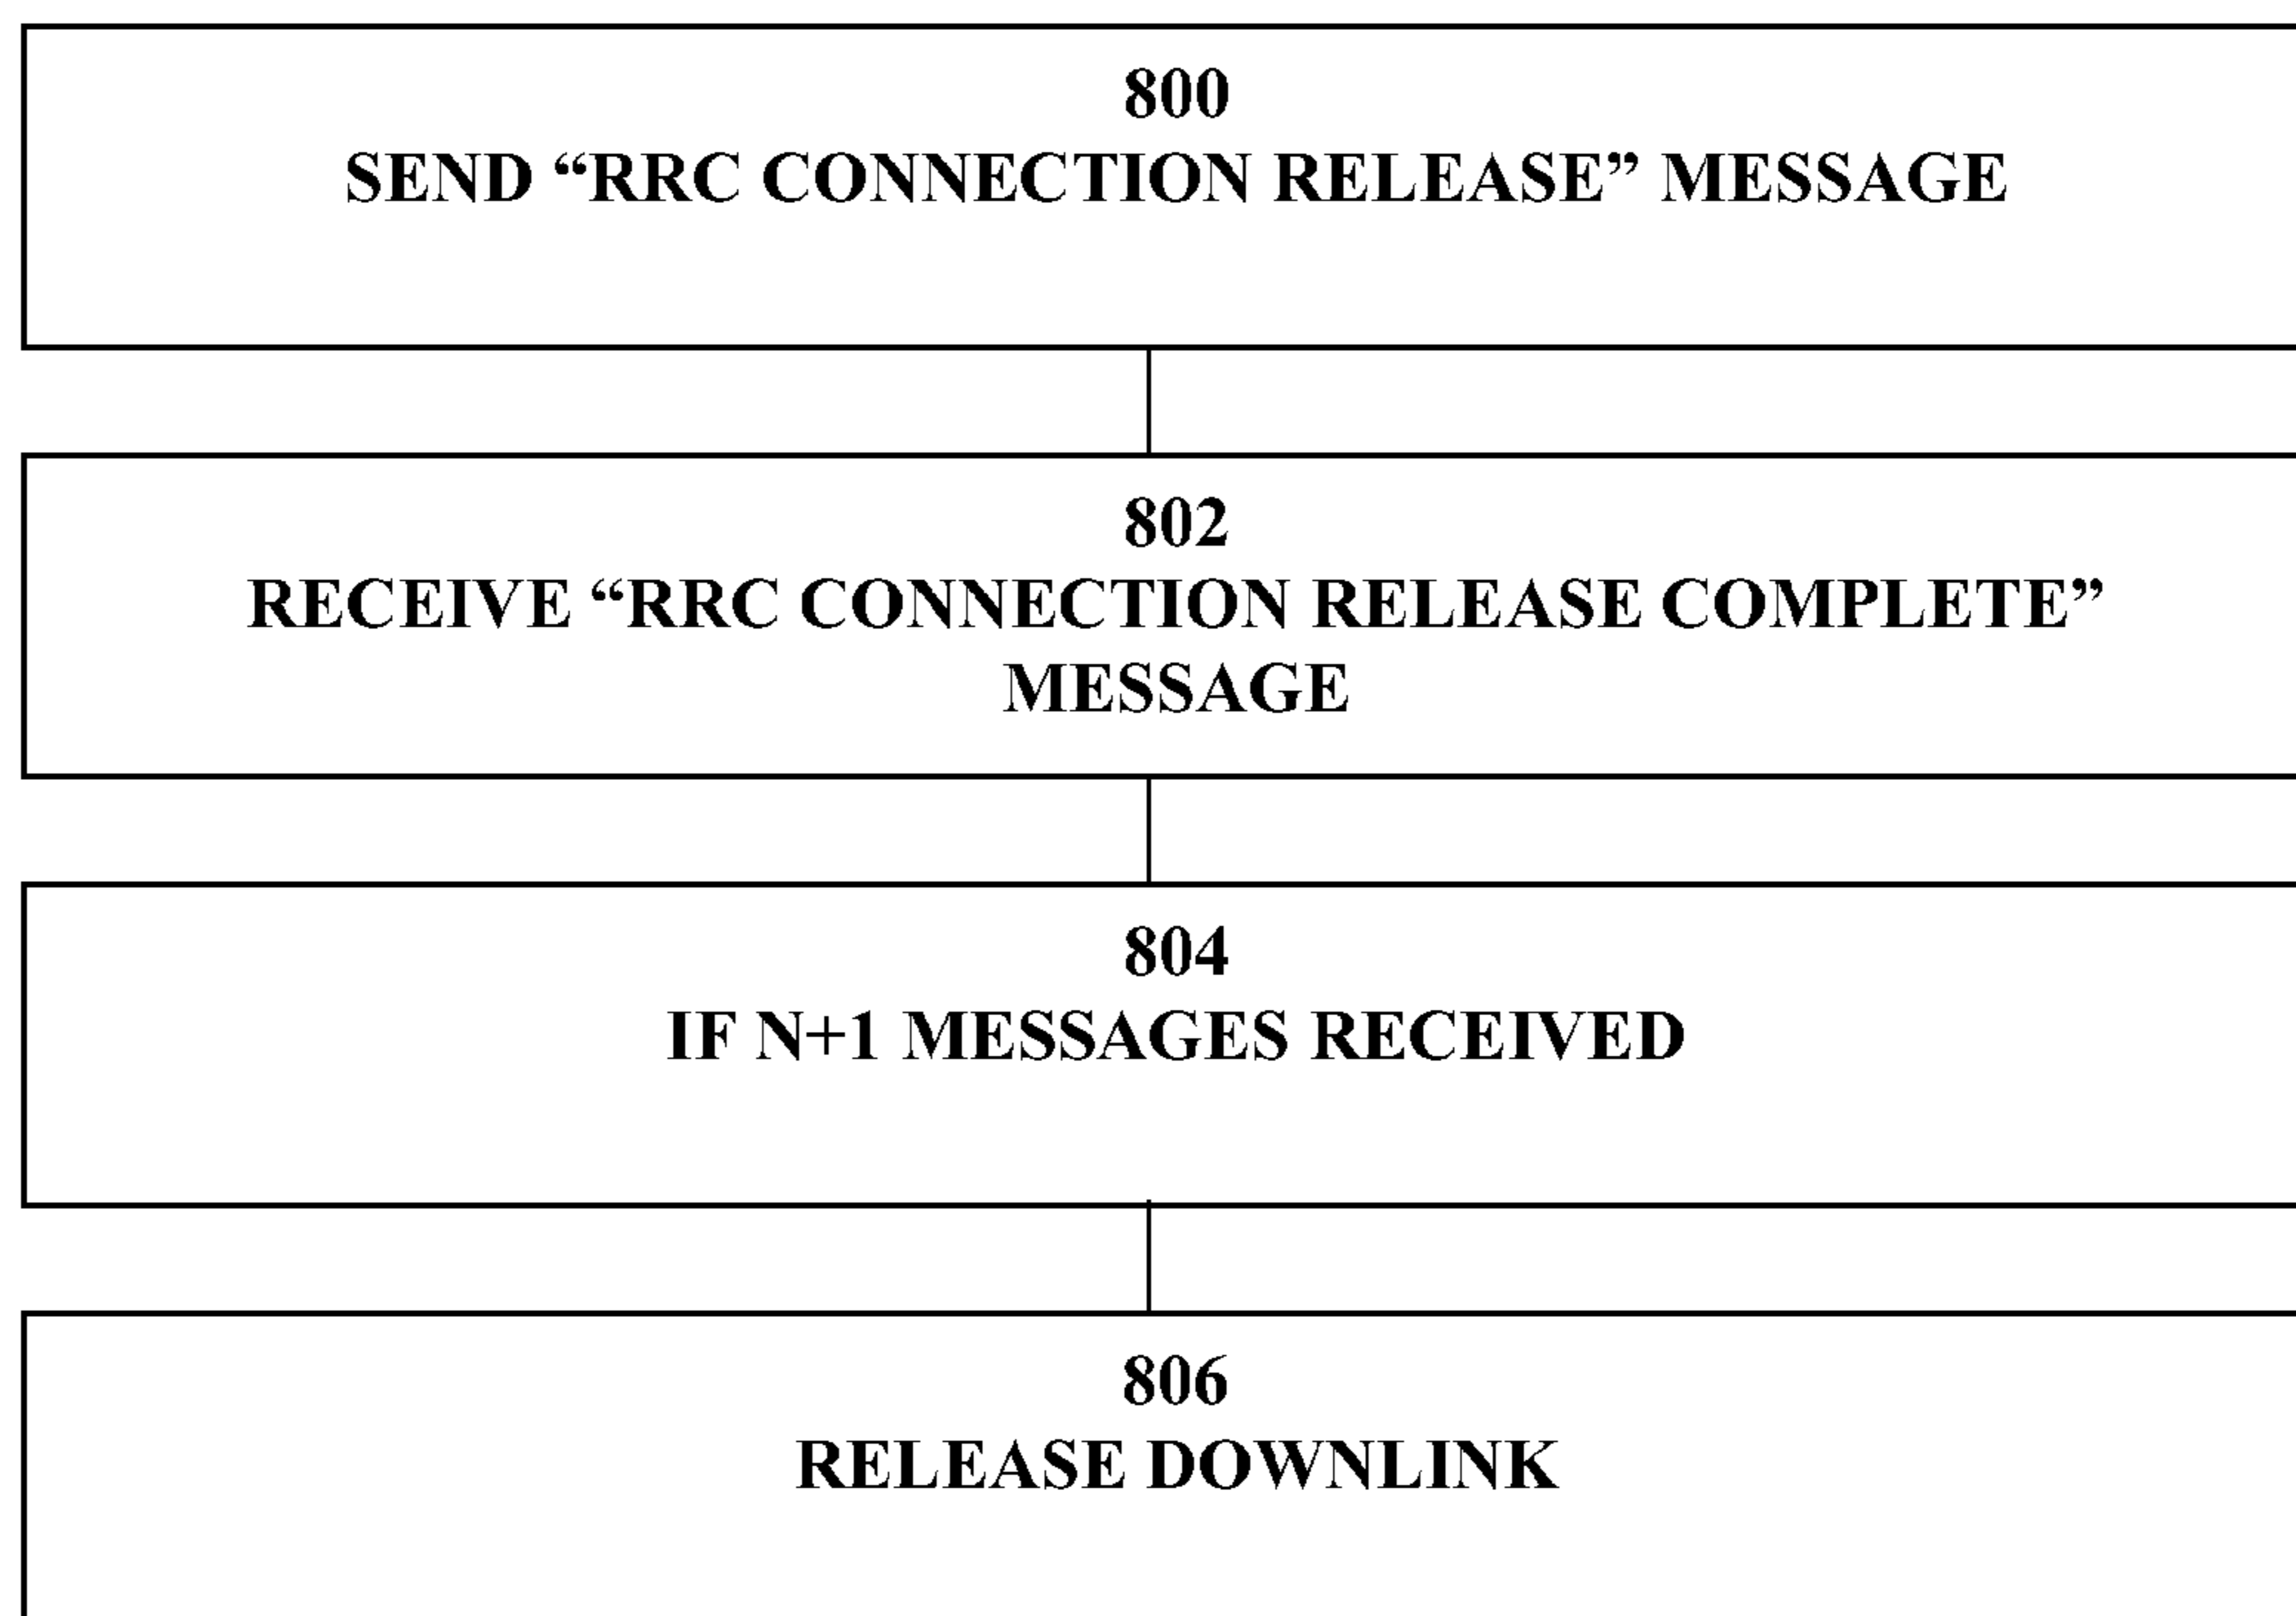 800
SEND “RRC CONNECTION RELEASE” MESSAGE
802
RECEIVE “RRC CONNECTION RELEASE COMPLETE”
MESSAGE
804
IF N+1 MESSAGES RECEIVED
806
RELEASE DOWNLINK